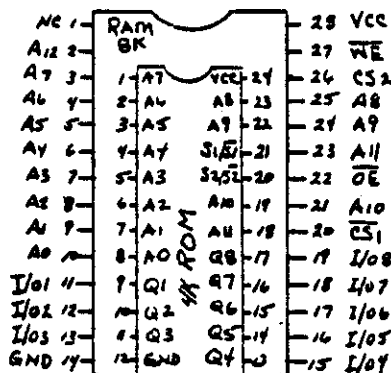 NC 1 RAM 28 VCC
A12 2 8K 27 WE
A7 3 1 A7 VCC 24 26 CS2
A6 4 2 A6 A8 23 25 A8
A5 5 3 A5 A9 22 24 A9
A4 6 4 A4 S1/S1 21 23 A11
A3 7 5 A3 S2/S2 20 22 OE
A2 8 6 A2 A10 19 21 A10
A1 9 7 A1 A11 18 20 CS1
A0 10 8 A0 Q8 17 19 I/O8
I/O1 11 9 Q1 Q7 16 18 I/O7
I/O2 12 10 Q2 Q6 15 17 I/O6
I/O3 13 11 Q3 Q5 14 16 I/O5
GND 14 12 GND Q4 13 15 I/O4
4K ROM